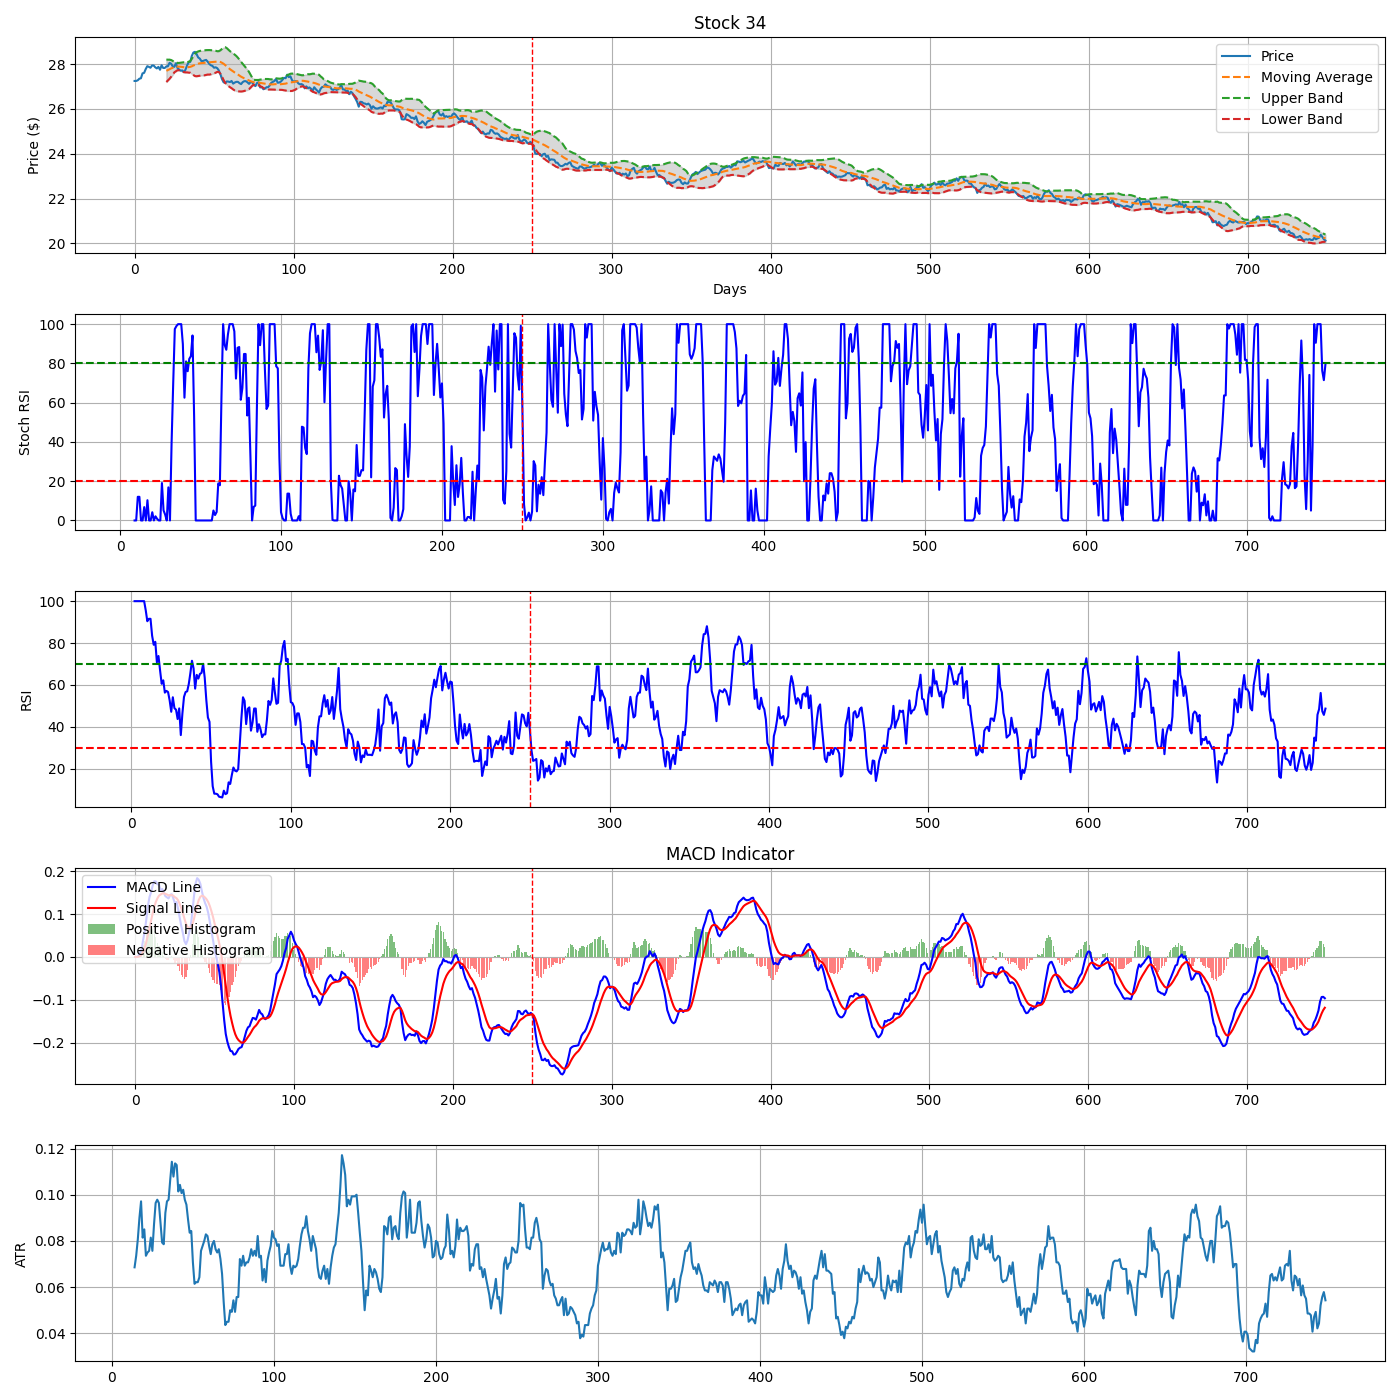 Stock 34
Price ($)
28
26
24
22
20
Price
Moving Average
Upper Band
Lower Band
0 100 200 300 400 500 600 700
Days
Stoch RSI
100
80
60
40
20
0
0 100 200 300 400 500 600 700
RSI
100
80
60
40
20
0 100 200 300 400 500 600 700
MACD Indicator
0.2
0.1
0.0
−0.1
−0.2
MACD Line
Signal Line
Positive Histogram
Negative Histogram
0 100 200 300 400 500 600 700
ATR
0.12
0.10
0.08
0.06
0.04
0 100 200 300 400 500 600 700